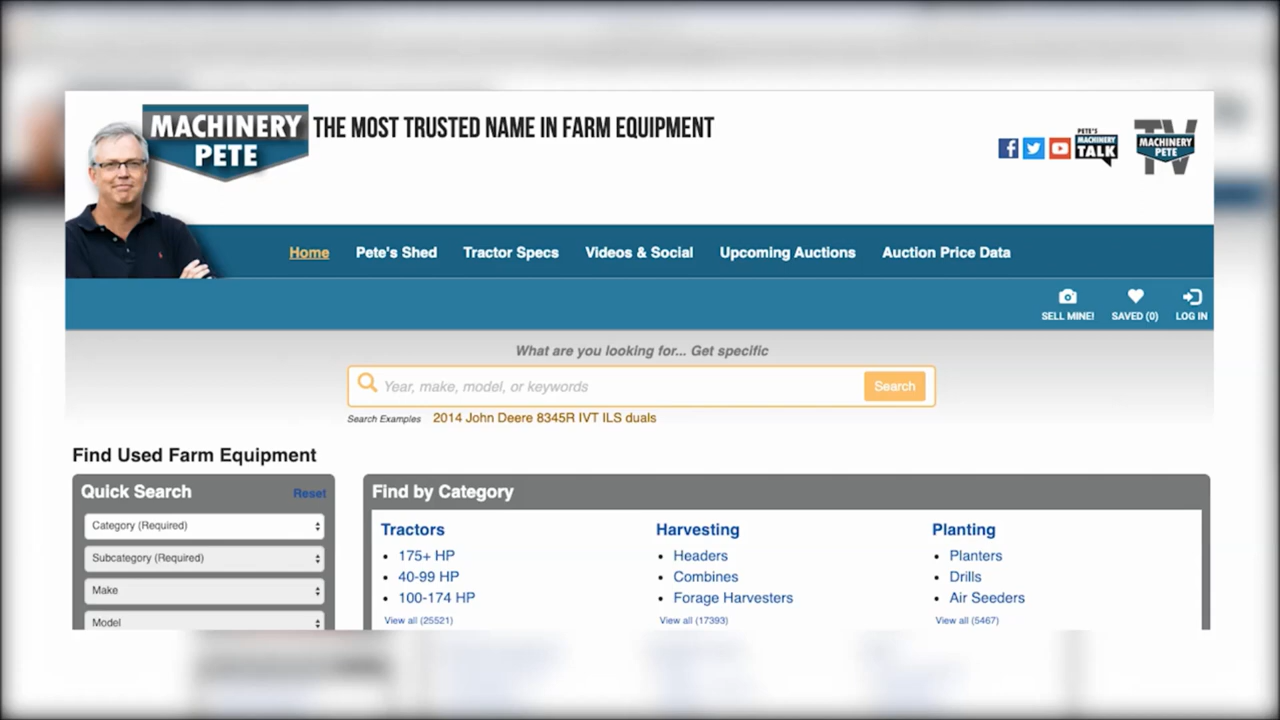 MACHINERY
PETE
THE MOST TRUSTED NAME IN FARM EQUIPMENT
PETE'S
MACHINERY
TALK
TV
MACHINERY
PETE
Home Pete's Shed Tractor Specs Videos & Social Upcoming Auctions Auction Price Data
SELL MINE! SAVED (0) LOG IN
What are you looking for... Get specific
Year, make, model, or keywords Search
Search Examples 2014 John Deere 8345R IVT ILS duals
Find Used Farm Equipment
Quick Search Reset
Category (Required)
Subcategory (Required)
Make
Model
Find by Category
Tractors
• 175+ HP
• 40-99 HP
• 100-174 HP
View all (25521)
Harvesting
• Headers
• Combines
• Forage Harvesters
View all (17393)
Planting
• Planters
• Drills
• Air Seeders
View all (5467)